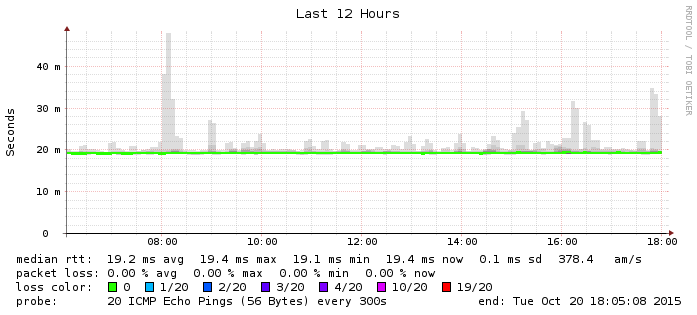 Last 12 Hours
RRDTOOL / TOBI OETIKER
Seconds
40 m
30 m
20 m
10 m
0
08:00 10:00 12:00 14:00 16:00 18:00
median rtt: 19.2 ms avg 19.4 ms max 19.1 ms min 19.4 ms now 0.1 ms sd 378.4 am/s
packet loss: 0.00 % avg 0.00 % max 0.00 % min 0.00 % now
loss color: 0 1/20 2/20 3/20 4/20 10/20 19/20
probe: 20 ICMP Echo Pings (56 Bytes) every 300s end: Tue Oct 20 18:05:08 2015